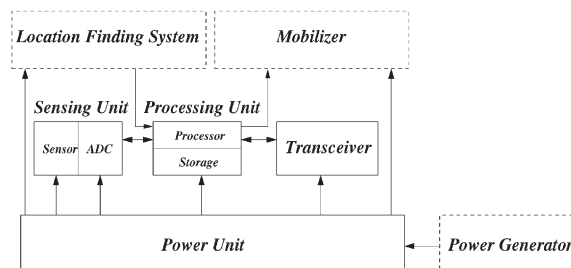 Location Finding System
Mobilizer
Sensing Unit
Processing Unit
Sensor
ADC
Processor
Storage
Transceiver
Power Unit
Power Generator